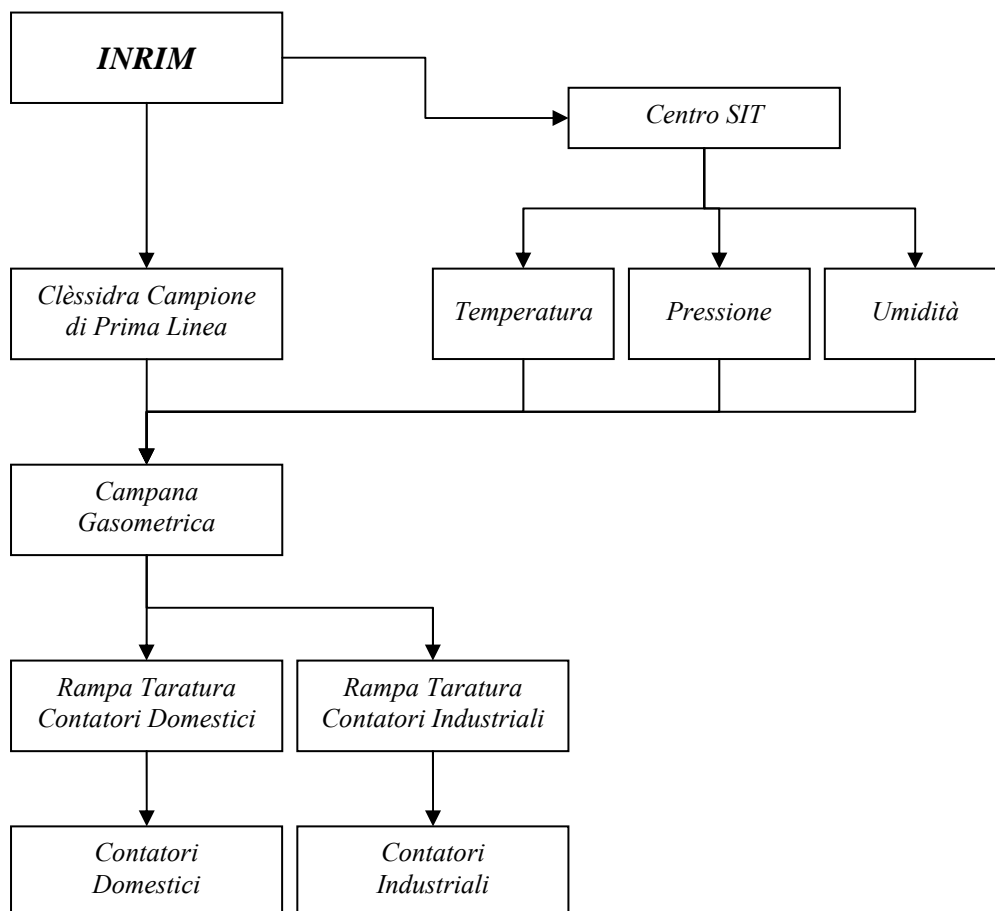 INRIM
Centro SIT
Clèssidra Campione
di Prima Linea
Temperatura
Pressione
Umidità
Campana
Gasometrica
Rampa Taratura
Contatori Domestici
Rampa Taratura
Contatori Industriali
Contatori
Domestici
Contatori
Industriali